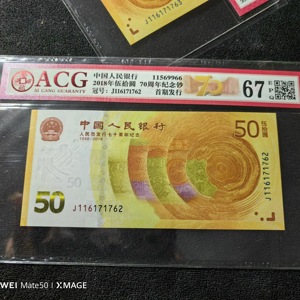 ACG
AI CANG GUARANTY
中国人民银行 11569966
2018年伍拾圆 70周年纪念钞
冠号: J116171762 首期发行
70
67 EPQ
中国人民银行
人民币发行七十周年纪念
1948-2018
50
50
J116171762
J116171762
WEI Mate50 | XMAGE